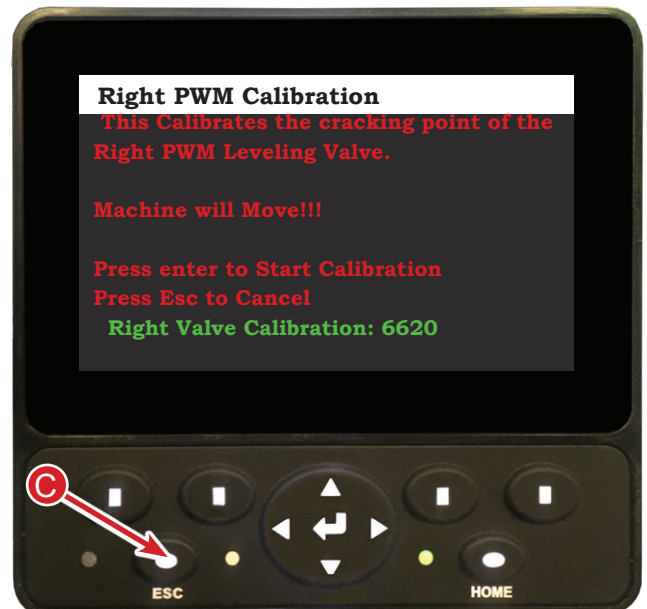 Right PWM Calibration
This Calibrates the cracking point of the
Right PWM Leveling Valve.
Machine will Move!!!
Press enter to Start Calibration
Press Esc to Cancel
Right Valve Calibration: 6620
C
ESC
HOME